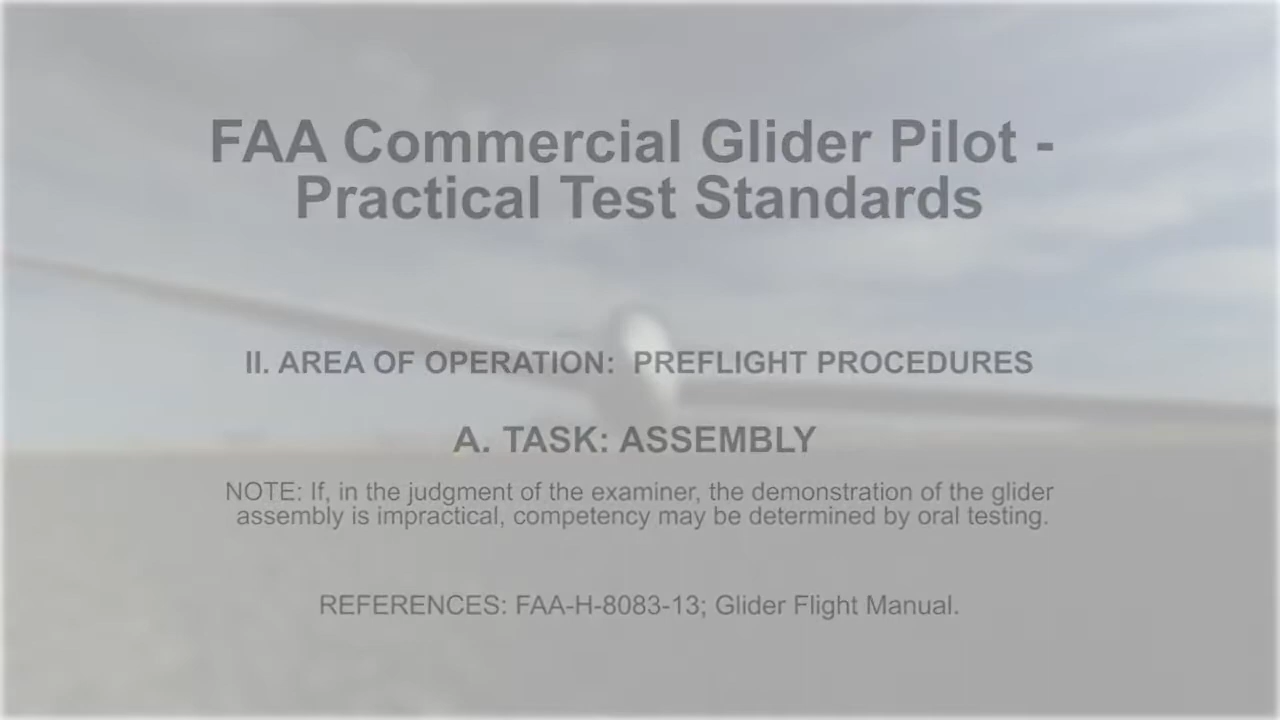 FAA Commercial Glider Pilot -
Practical Test Standards
II. AREA OF OPERATION: PREFLIGHT PROCEDURES
A. TASK: ASSEMBLY
NOTE: If, in the judgment of the examiner, the demonstration of the glider
assembly is impractical, competency may be determined by oral testing.
REFERENCES: FAA-H-8083-13; Glider Flight Manual.